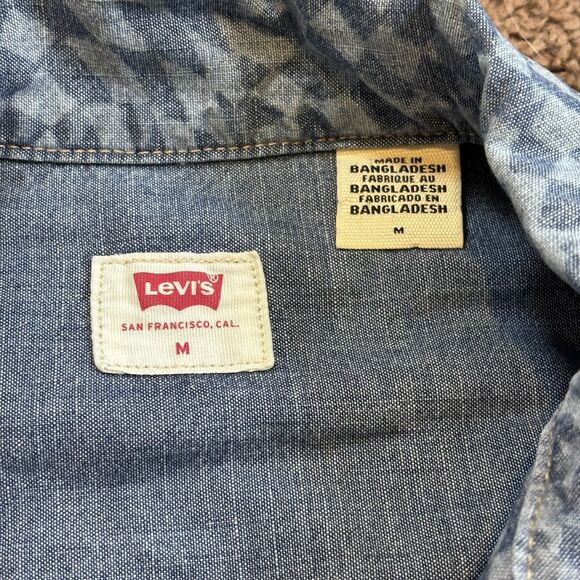 MADE IN
BANGLADESH
FABRIQUE AU
BANGLADESH
FABRICADO EN
BANGLADESH
M
LEVI'S®
SAN FRANCISCO, CAL.
M